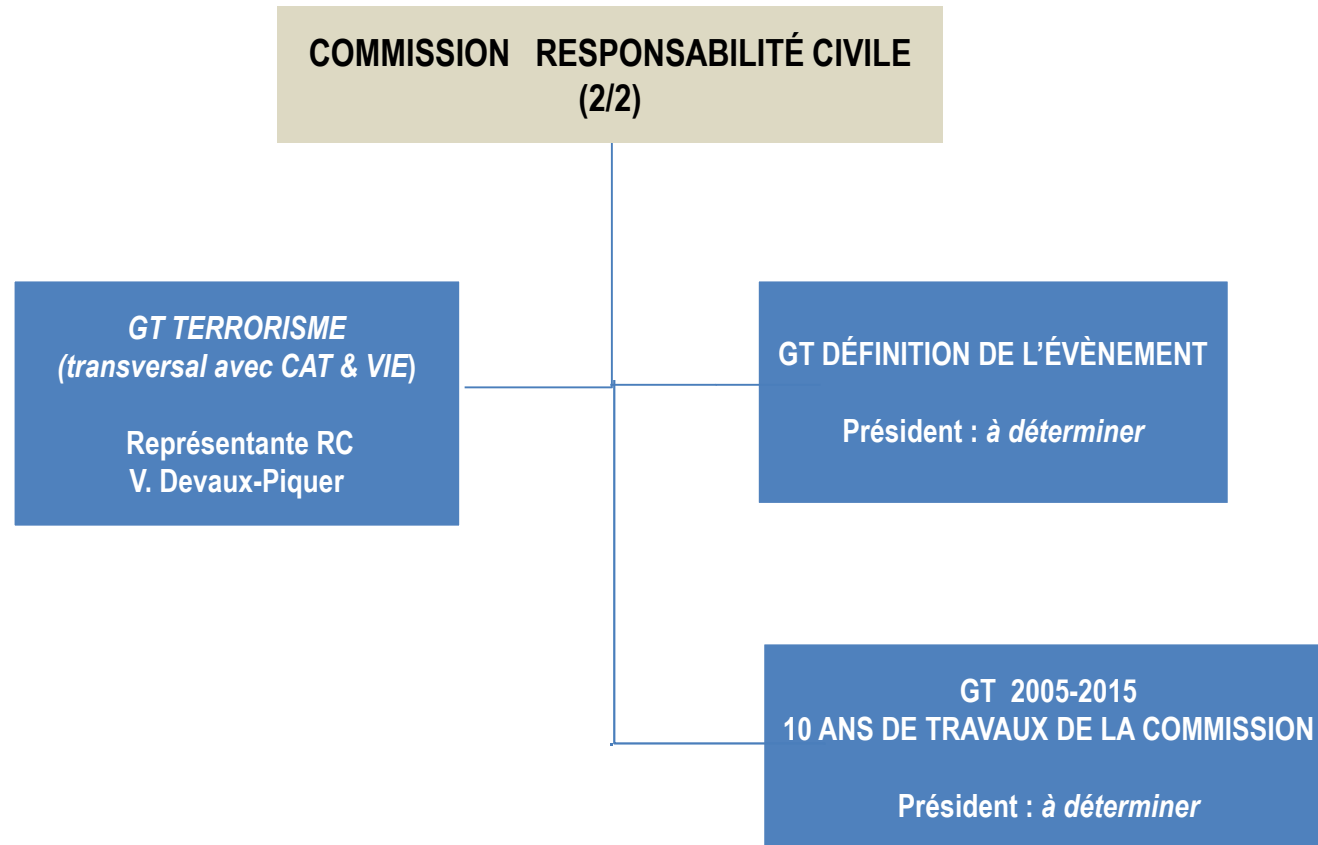 COMMISSION RESPONSABILITÉ CIVILE
(2/2)
GT TERRORISME
(transversal avec CAT & VIE)
Représentante RC
V. Devaux-Piquer
GT DÉFINITION DE L’ÉVÈNEMENT
Président : à déterminer
GT 2005-2015
10 ANS DE TRAVAUX DE LA COMMISSION
Président : à déterminer